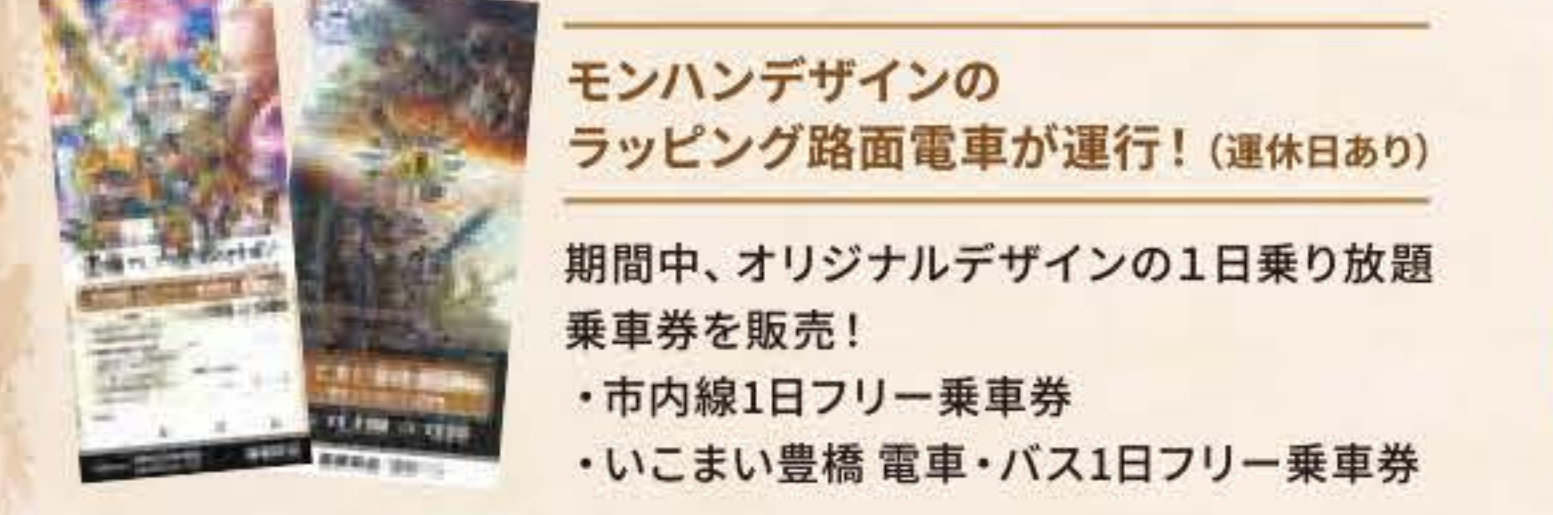 モンハンデザインの
ラッピング路面電車が運行！（運休日あり）
期間中、オリジナルデザインの１日乗り放題
乗車券を販売！
・市内線1日フリー乗車券
・いこまい豊橋 電車・バス1日フリー乗車券